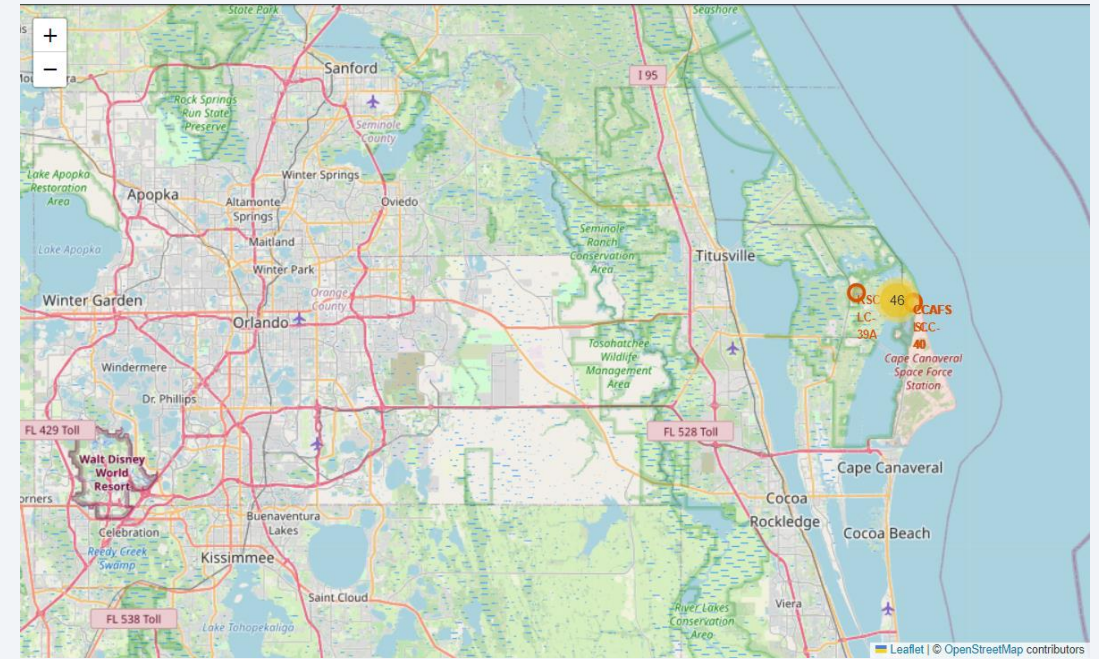 State Park
Seashore
+
−
Sanford
I 95
Rock Springs
Run State
Preserve
Seminole
County
Lake Apopka
Restoration
Area
Winter Springs
Apopka
Altamonte
Springs
Oviedo
Maitland
Lake Apopka
Seminole
Ranch
Conservation
Area
Titusville
Winter Park
Orange
County
Winter Garden
Orlando
46
KSC
LC-
39A
CCAFS
40
Cape Canaveral
Space Force
Station
Tosohatchee
Wildlife
Management
Area
Windermere
Dr. Phillips
FL 429 Toll
FL 528 Toll
Walt Disney
World
Resort
Cape Canaveral
orners
Cocoa
Rockledge
Buenaventura
Lakes
Celebration
Cocoa Beach
Reedy Creek
Swamp
Kissimmee
Saint Cloud
Viera
River Lakes
Conservation
Area
FL 538 Toll
Lake Tohopekaliga
Leaflet | © OpenStreetMap contributors